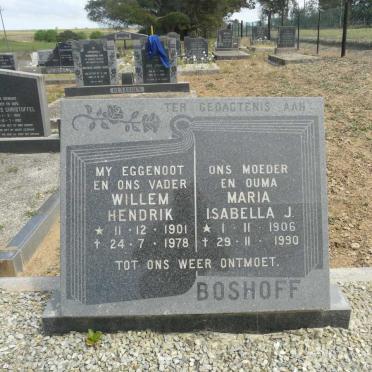 TER GEDAGTENIS AAN
MY EGGENOOT
EN ONS VADER
WILLEM
HENDRIK
* 11-12-1901
† 24-7-1978
ONS MOEDER
EN OUMA
MARIA
ISABELLA J.
* 1-11-1906
† 29-11-1990
TOT ONS WEER ONTMOET.
BOSHOFF